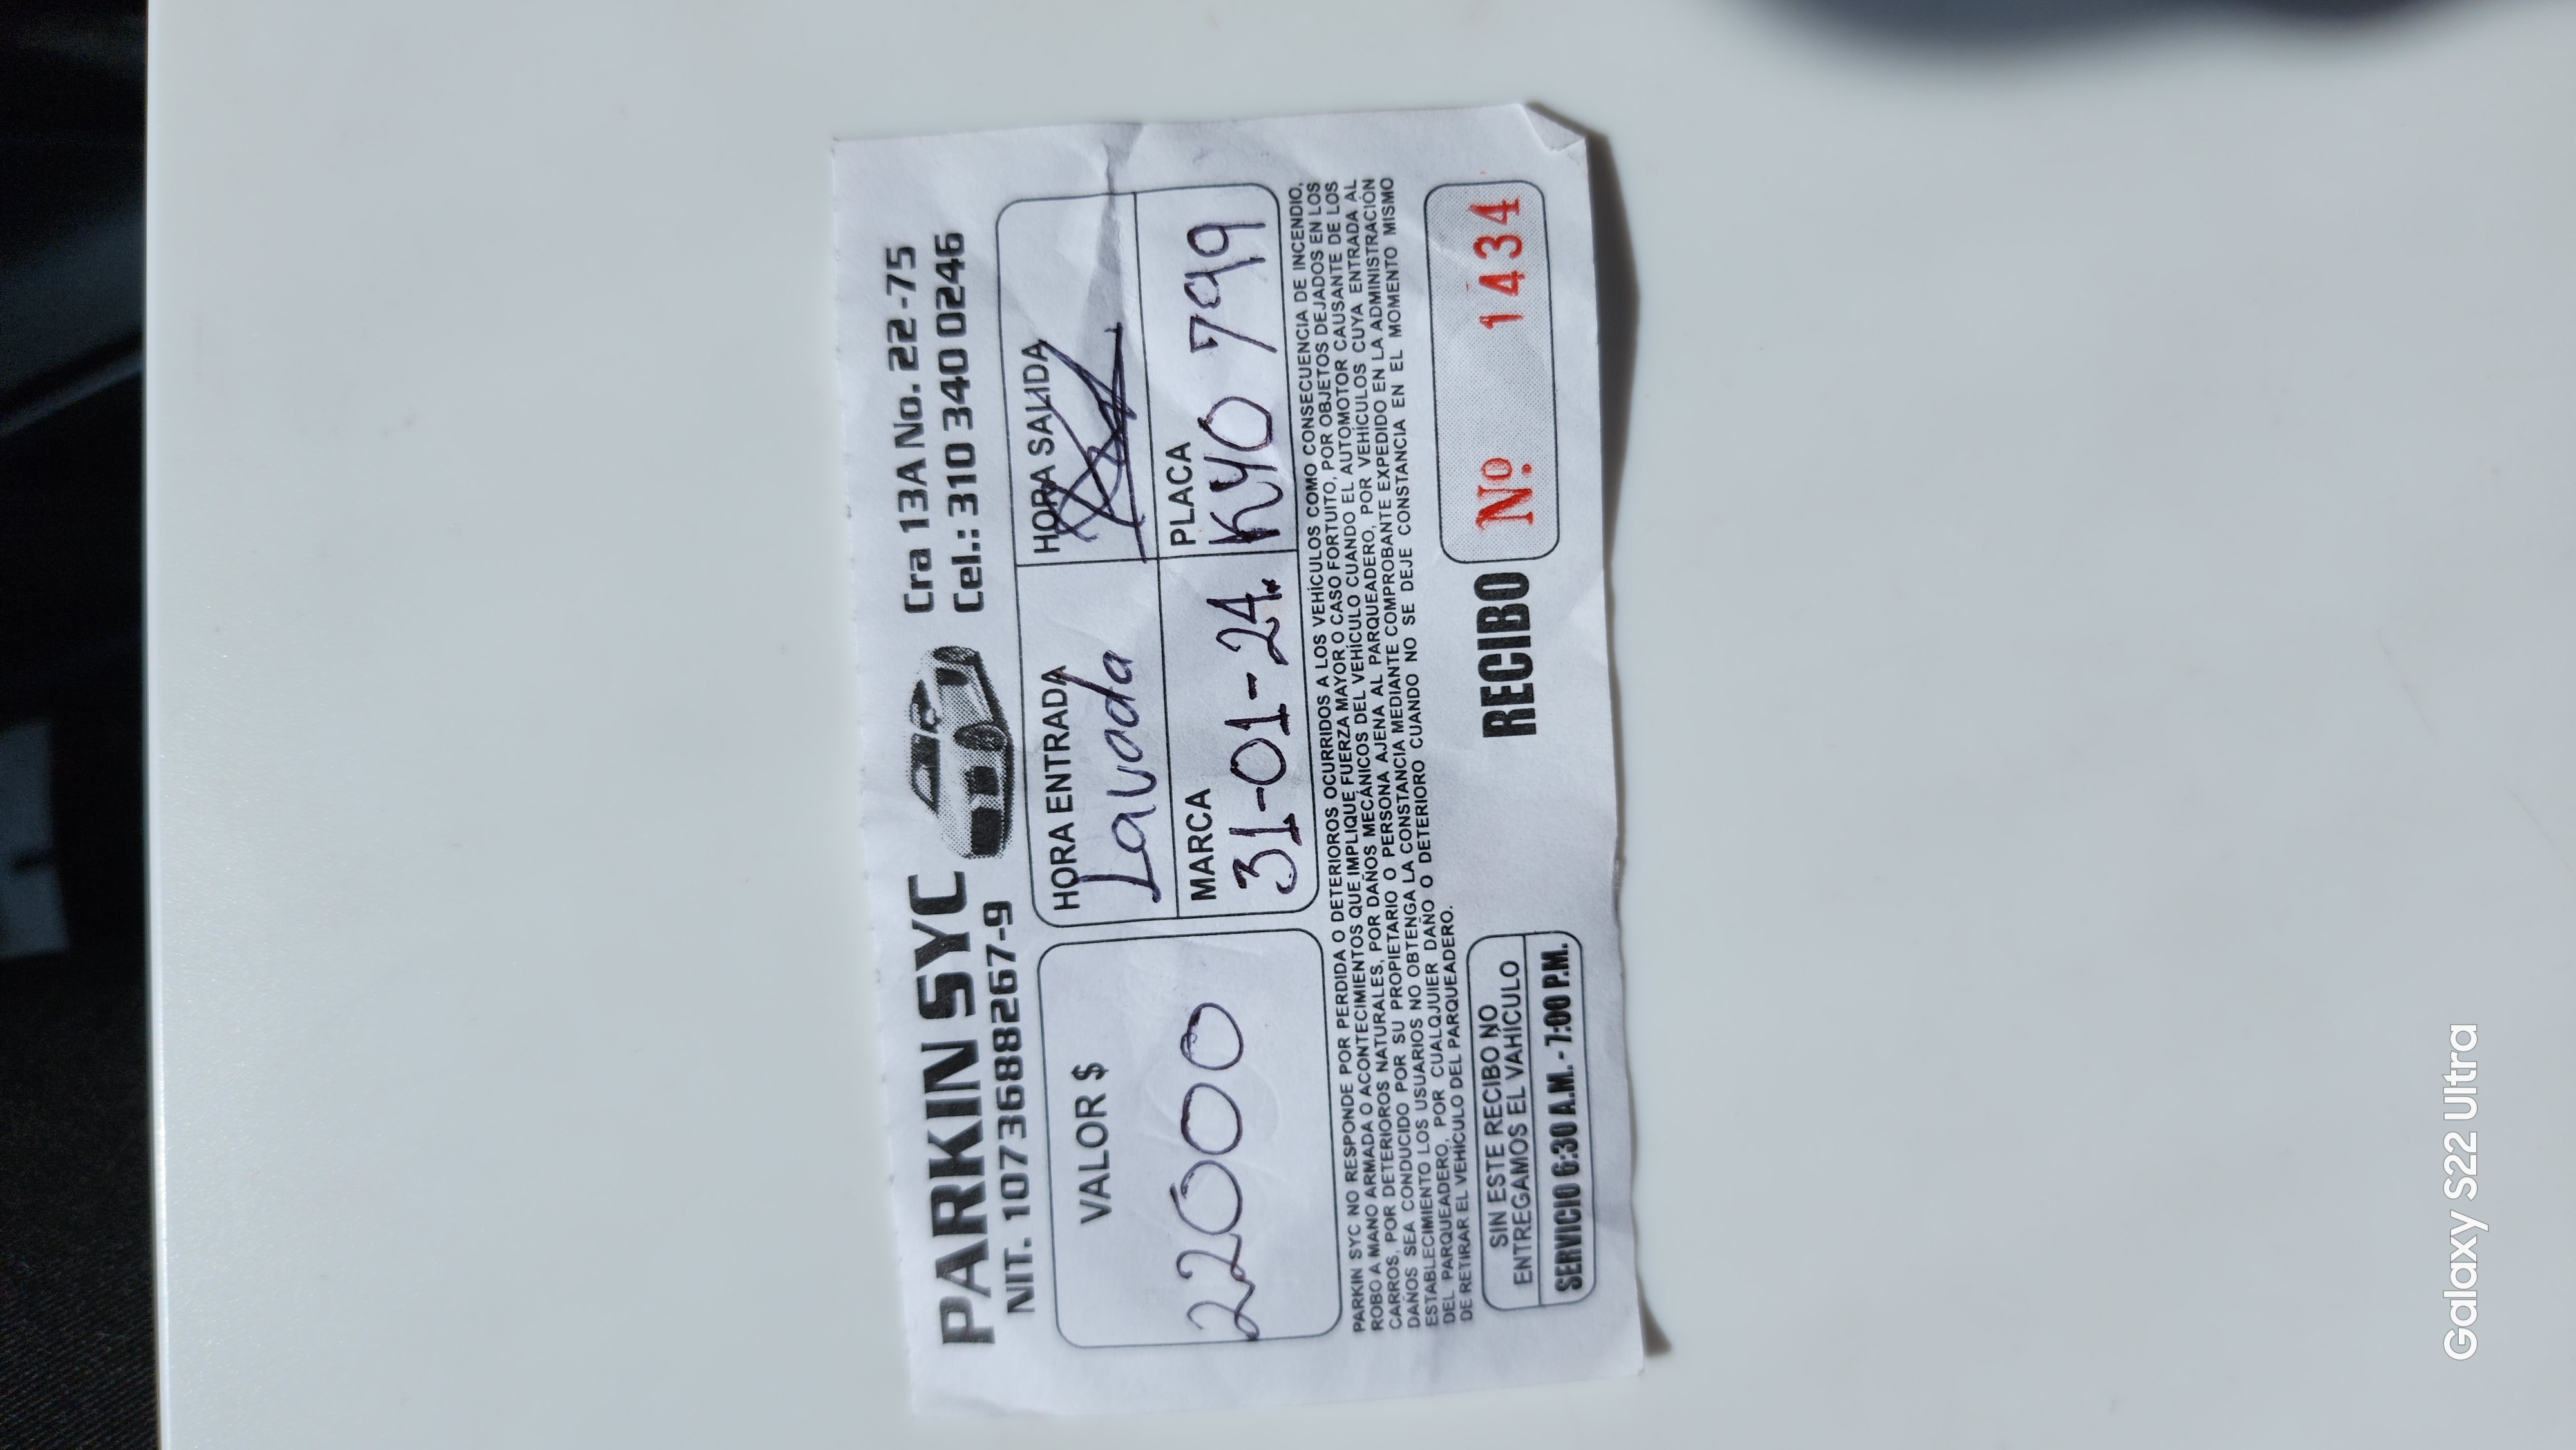 PARKIN SYC
NIT. 1073688267-9
Cra 13A No. 22-75
Cel.: 310 340 0246
VALOR $
22000
HORA ENTRADA
Lavada
HORA SALIDA
MARCA
31-01-24.
PLACA
KYO 799
PARKIN SYC NO RESPONDE POR PERDIDA O DETERIOROS OCURRIDOS A LOS VEHÍCULOS COMO CONSECUENCIA DE INCENDIO,
ROBO A MANO ARMADA O ACONTECIMIENTOS QUE IMPLIQUE FUERZA MAYOR O CASO FORTUITO, POR OBJETOS DEJADOS EN LOS
CARROS, POR DETERIOROS NATURALES, POR DAÑOS MECÁNICOS DEL VEHÍCULO CUANDO EL AUTOMOTOR CAUSANTE DE LOS
DAÑOS SEA CONDUCIDO POR SU PROPIETARIO O PERSONA AJENA AL PARQUEADERO, POR VEHÍCULOS CUYA ENTRADA AL
ESTABLECIMIENTO LOS USUARIOS NO OBTENGA LA CONSTANCIA MEDIANTE COMPROBANTE EXPEDIDO EN LA ADMINISTRACIÓN
DEL PARQUEADERO, POR CUALQUIER DAÑO O DETERIORO CUANDO NO SE DEJE CONSTANCIA EN EL MOMENTO MISMO
DE RETIRAR EL VEHÍCULO DEL PARQUEADERO.
SIN ESTE RECIBO NO
ENTREGAMOS EL VAHÍCULO
SERVICIO 6:30 A.M. - 7:00 P.M.
RECIBO
Nº. 1434
Galaxy S22 Ultra